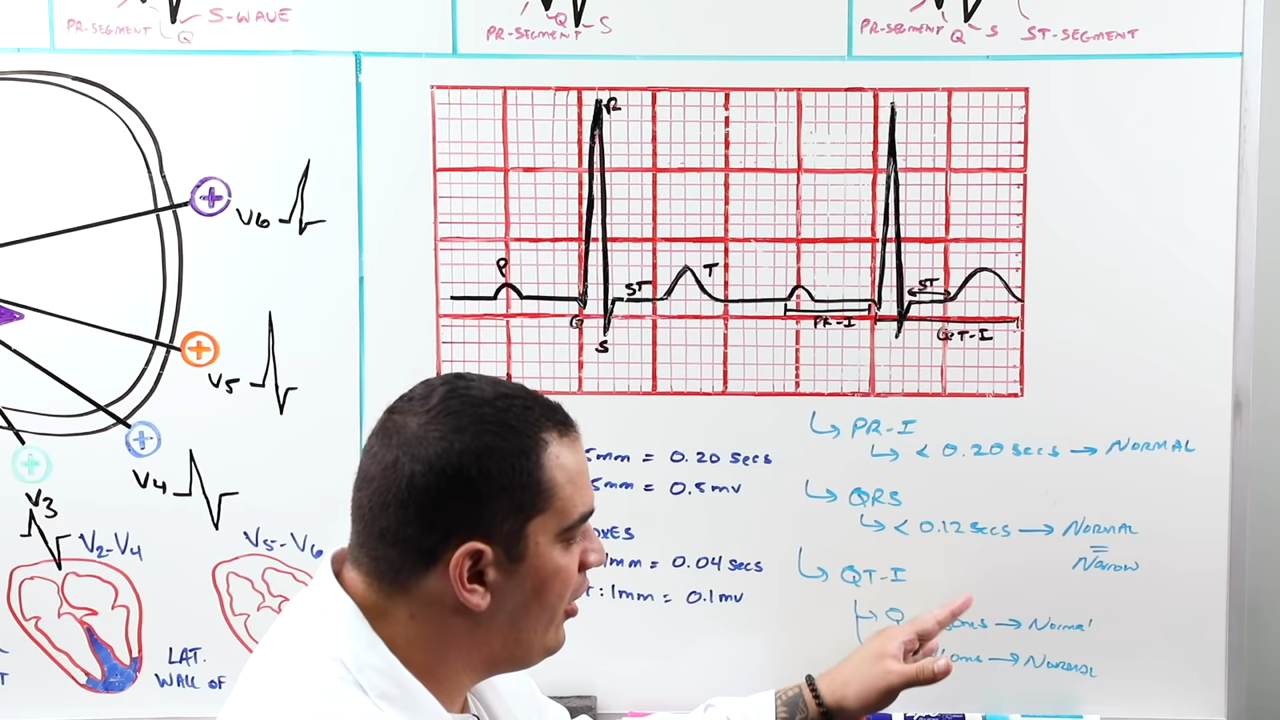 S-WAVE
PR-SEGMENT
Q
Q
S
PR-SEGMENT
PR-SEGMENT
Q
S
ST-SEGMENT
V6
V5
V4
V3
V2-V4
V5-V6
LAT.
WALL OF
R
P
ST
T
Q
S
PR-I
ST
QT-I
5mm = 0.20 secs
5mm = 0.5mv
1mm = 0.04 secs
: 1mm = 0.1mv
↳ PR-I
↳ < 0.20 secs → NORMAL
↳ QRS
↳ < 0.12 secs → NORMAL
=
NARROW
↳ QT-I
ms → Normal
ms → NORMAL